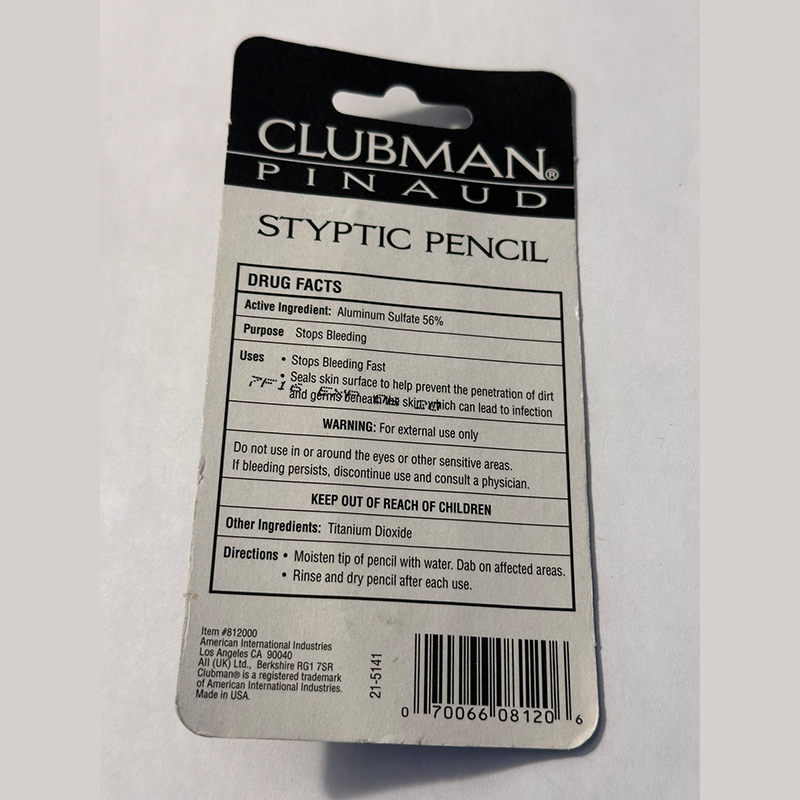 CLUBMAN®
PINAUD
STYPTIC PENCIL
DRUG FACTS
Active Ingredient: Aluminum Sulfate 56%
Purpose Stops Bleeding
Uses • Stops Bleeding Fast
• Seals skin surface to help prevent the penetration of dirt
and germs beneath the skin which can lead to infection
7F16 EXP
WARNING: For external use only
Do not use in or around the eyes or other sensitive areas.
If bleeding persists, discontinue use and consult a physician.
KEEP OUT OF REACH OF CHILDREN
Other Ingredients: Titanium Dioxide
Directions • Moisten tip of pencil with water. Dab on affected areas.
• Rinse and dry pencil after each use.
Item #812000
American International Industries
Los Angeles CA 90040
AII (UK) Ltd., Berkshire RG1 7SR
Clubman® is a registered trademark
of American International Industries.
Made in USA.
21-5141
0 70066 08120 6